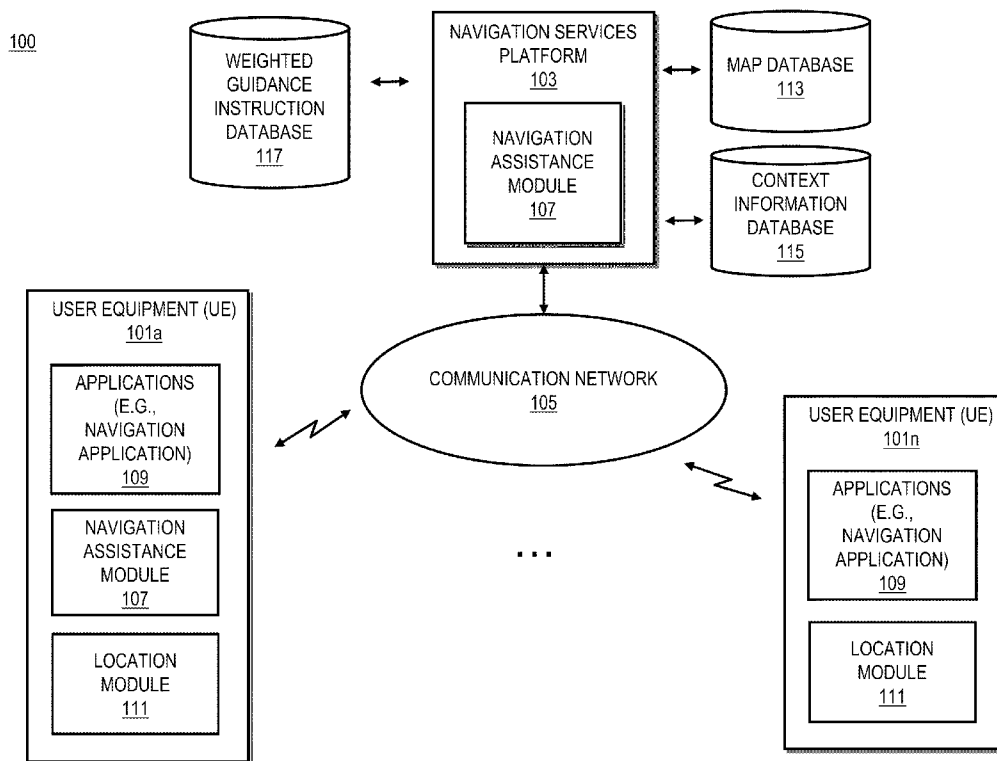 100
WEIGHTED
GUIDANCE
INSTRUCTION
DATABASE
117
NAVIGATION SERVICES
PLATFORM
103
NAVIGATION
ASSISTANCE
MODULE
107
MAP DATABASE
113
CONTEXT
INFORMATION
DATABASE
115
USER EQUIPMENT (UE)
101a
APPLICATIONS
(E.G.,
NAVIGATION
APPLICATION)
109
NAVIGATION
ASSISTANCE
MODULE
107
LOCATION
MODULE
111
COMMUNICATION NETWORK
105
...
USER EQUIPMENT (UE)
101n
APPLICATIONS
(E.G.,
NAVIGATION
APPLICATION)
109
LOCATION
MODULE
111